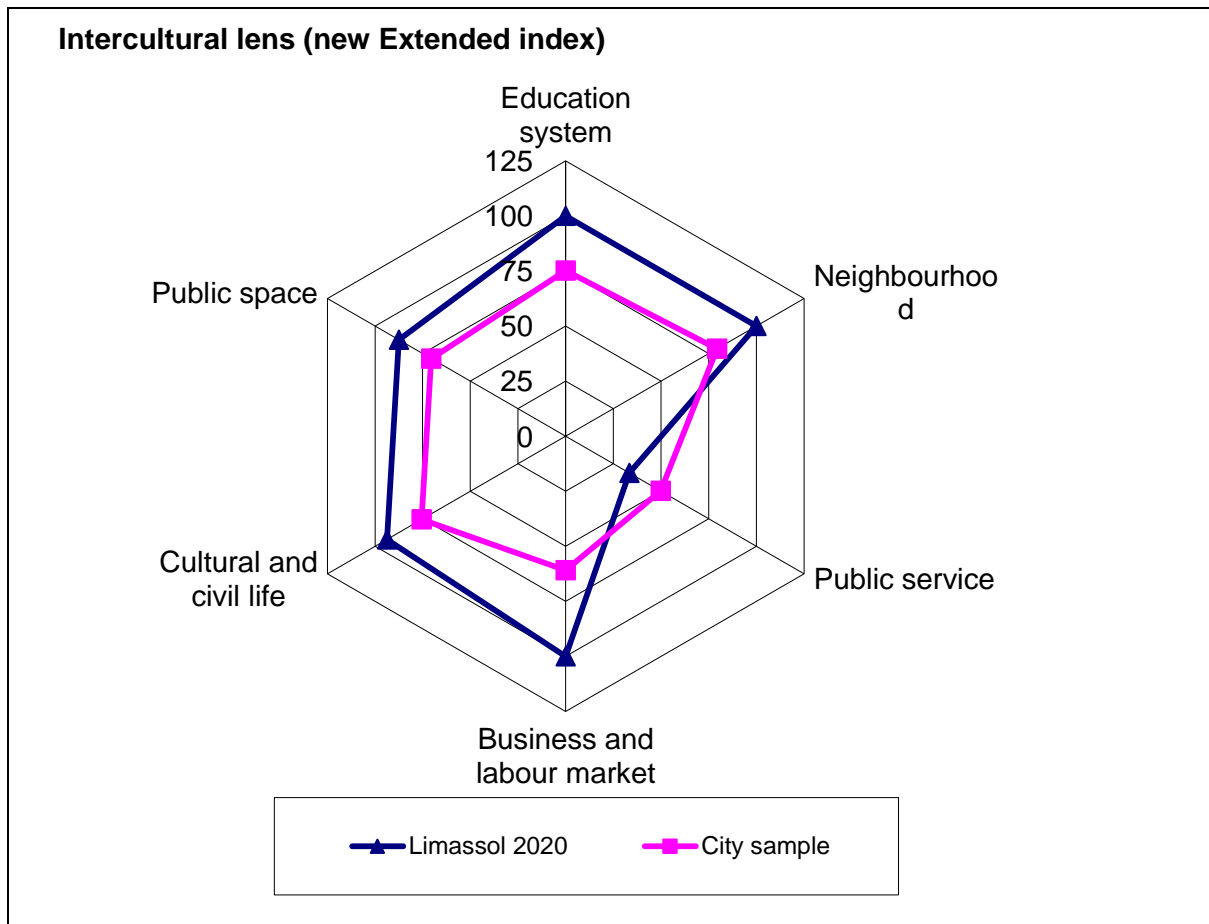 Intercultural lens (new Extended index)
Education
system
125
100
75
50
25
0
Neighbourhoo
d
Public service
Business and
labour market
Cultural and
civil life
Public space
Limassol 2020
City sample